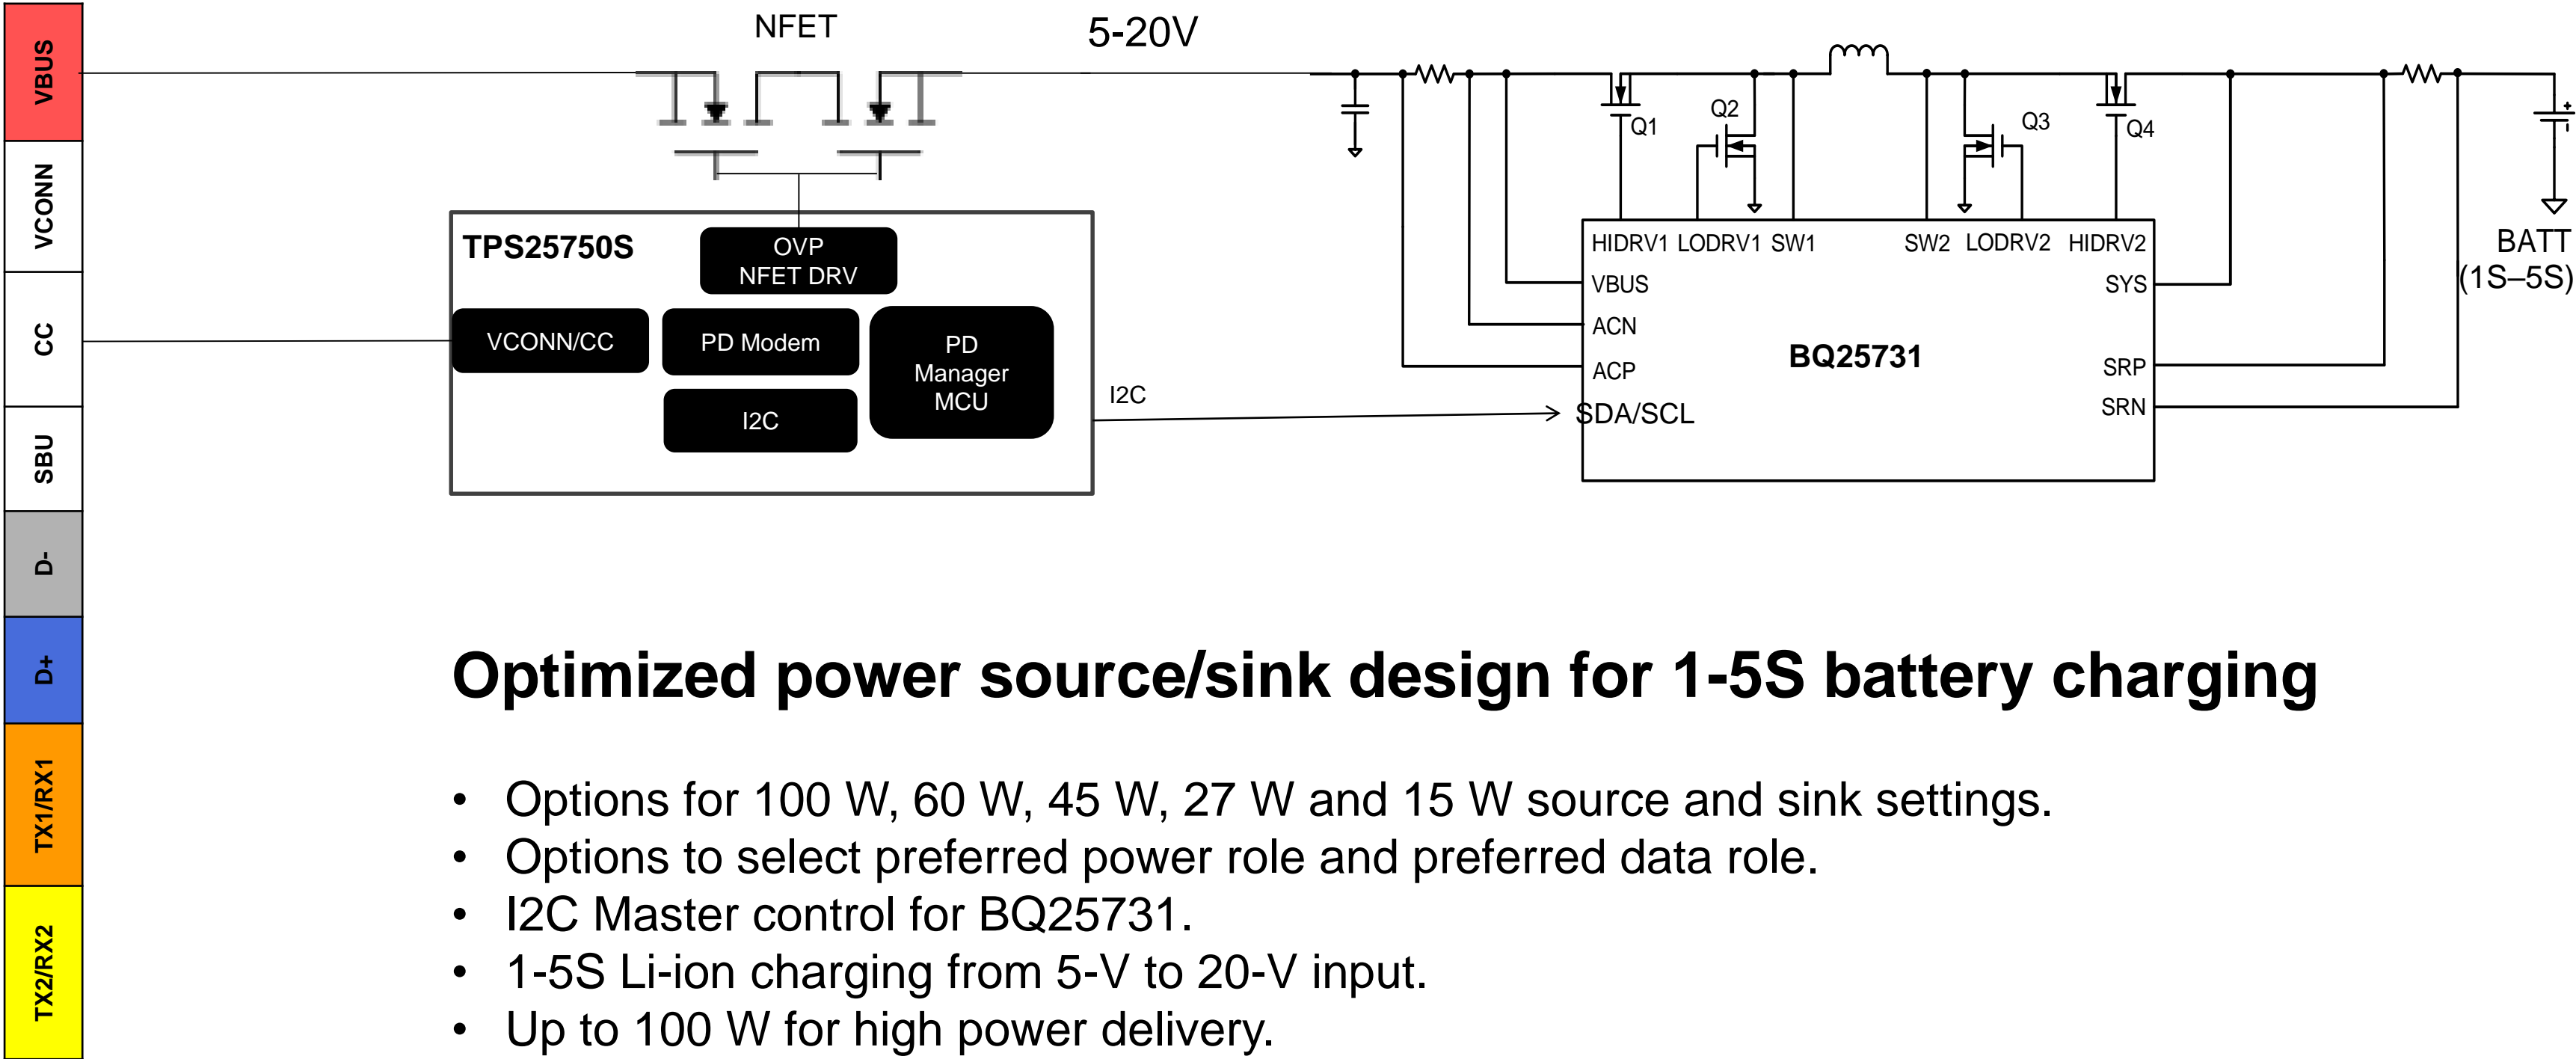 VBUS
VCONN
CC
SBU
D-
D+
TX1/RX1
TX2/RX2
NFET
5-20V
TPS25750S
OVP
NFET DRV
VCONN/CC
PD Modem
PD
Manager
MCU
I2C
I2C
Q1
Q2
Q3
Q4
+
-
BATT
(1S–5S)
HIDRV1 LODRV1 SW1 SW2 LODRV2 HIDRV2
VBUS
SYS
ACN
BQ25731
ACP
SRP
SDA/SCL
SRN
Optimized power source/sink design for 1-5S battery charging
• Options for 100 W, 60 W, 45 W, 27 W and 15 W source and sink settings.
• Options to select preferred power role and preferred data role.
• I2C Master control for BQ25731.
• 1-5S Li-ion charging from 5-V to 20-V input.
• Up to 100 W for high power delivery.